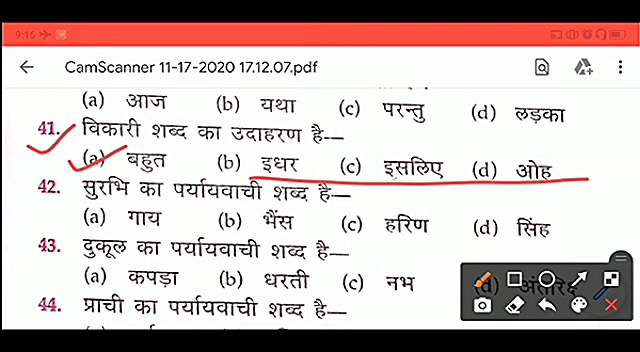 9:16
CamScanner 11-17-2020 17.12.07.pdf
(a) आज (b) यथा (c) परन्तु (d) लड़का
41. विकारी शब्द का उदाहरण है—
(a) बहुत (b) इधर (c) इसलिए (d) ओह
42. सुरभि का पर्यायवाची शब्द है—
(a) गाय (b) भैंस (c) हरिण (d) सिंह
43. दुकूल का पर्यायवाची शब्द है—
(a) कपड़ा (b) धरती (c) नभ (d) अंतरिक्ष
44. प्राची का पर्यायवाची शब्द है—